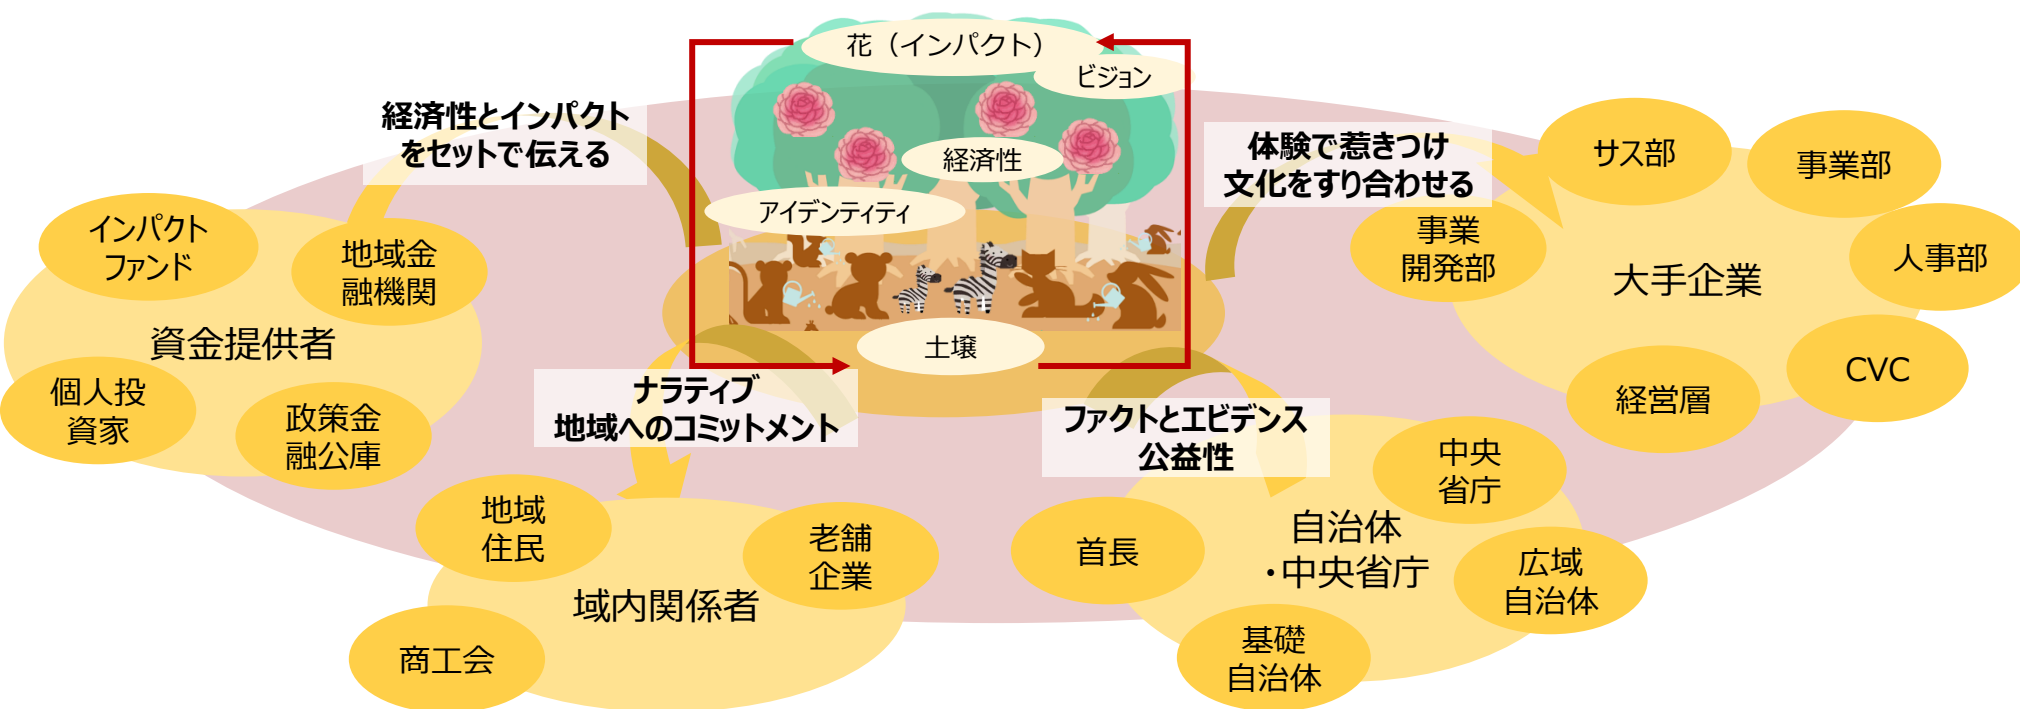 花（インパクト）
ビジョン
経済性
アイデンティティ
土壌
経済性とインパクト
をセットで伝える
体験で惹きつけ
文化をすり合わせる
ナラティブ
地域へのコミットメント
ファクトとエビデンス
公益性
インパクト
ファンド
地域金
融機関
資金提供者
個人投
資家
政策金
融公庫
地域
住民
老舗
企業
域内関係者
商工会
首長
中央
省庁
自治体
・中央省庁
広域
自治体
基礎
自治体
サス部
事業部
事業
開発部
大手企業
人事部
経営層
CVC